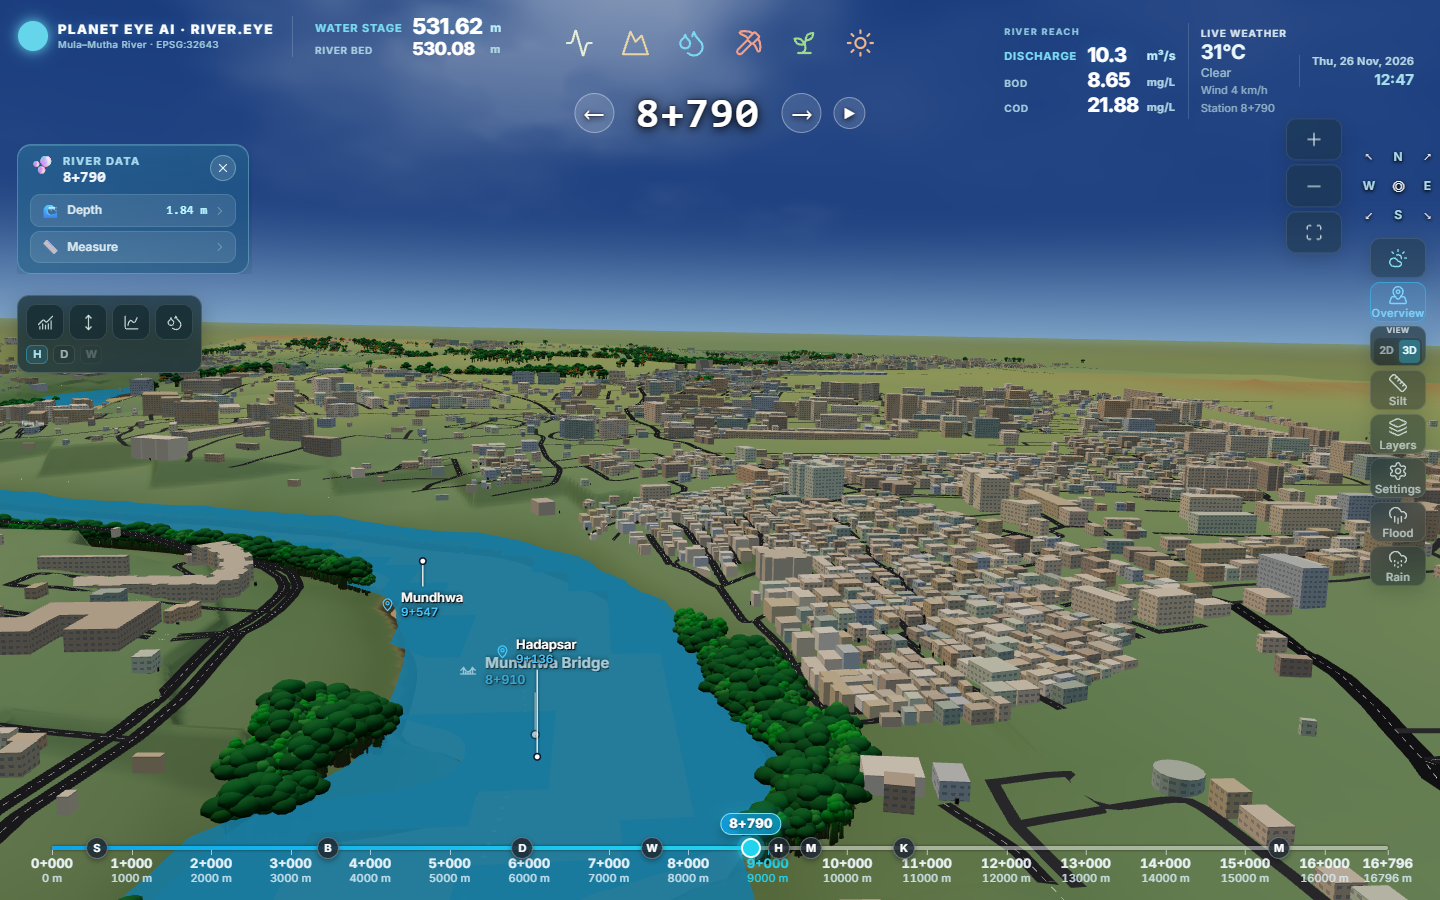 PLANET EYE AI · RIVER.EYE
Mula–Mutha River · EPSG:32643
WATER STAGE 531.62 m
RIVER BED 530.08 m
← 8+790 →
RIVER REACH
DISCHARGE 10.3 m³/s
BOD 8.65 mg/L
COD 21.88 mg/L
LIVE WEATHER
31°C
Clear
Wind 4 km/h
Station 8+790
Thu, 26 Nov, 2026
12:47
RIVER DATA
8+790
Depth 1.84 m
Measure
H D W
N
W E
S
Overview
VIEW
2D 3D
Silt
Layers
Settings
Flood
Rain
Mundhwa
9+547
Hadapsar
9+136
Mundhwa Bridge
8+910
8+790
S B D W H M K M
0+000 1+000 2+000 3+000 4+000 5+000 6+000 7+000 8+000 9+000 10+000 11+000 12+000 13+000 14+000 15+000 16+000 16+796
0 m 1000 m 2000 m 3000 m 4000 m 5000 m 6000 m 7000 m 8000 m 9000 m 10000 m 11000 m 12000 m 13000 m 14000 m 15000 m 16000 m 16796 m